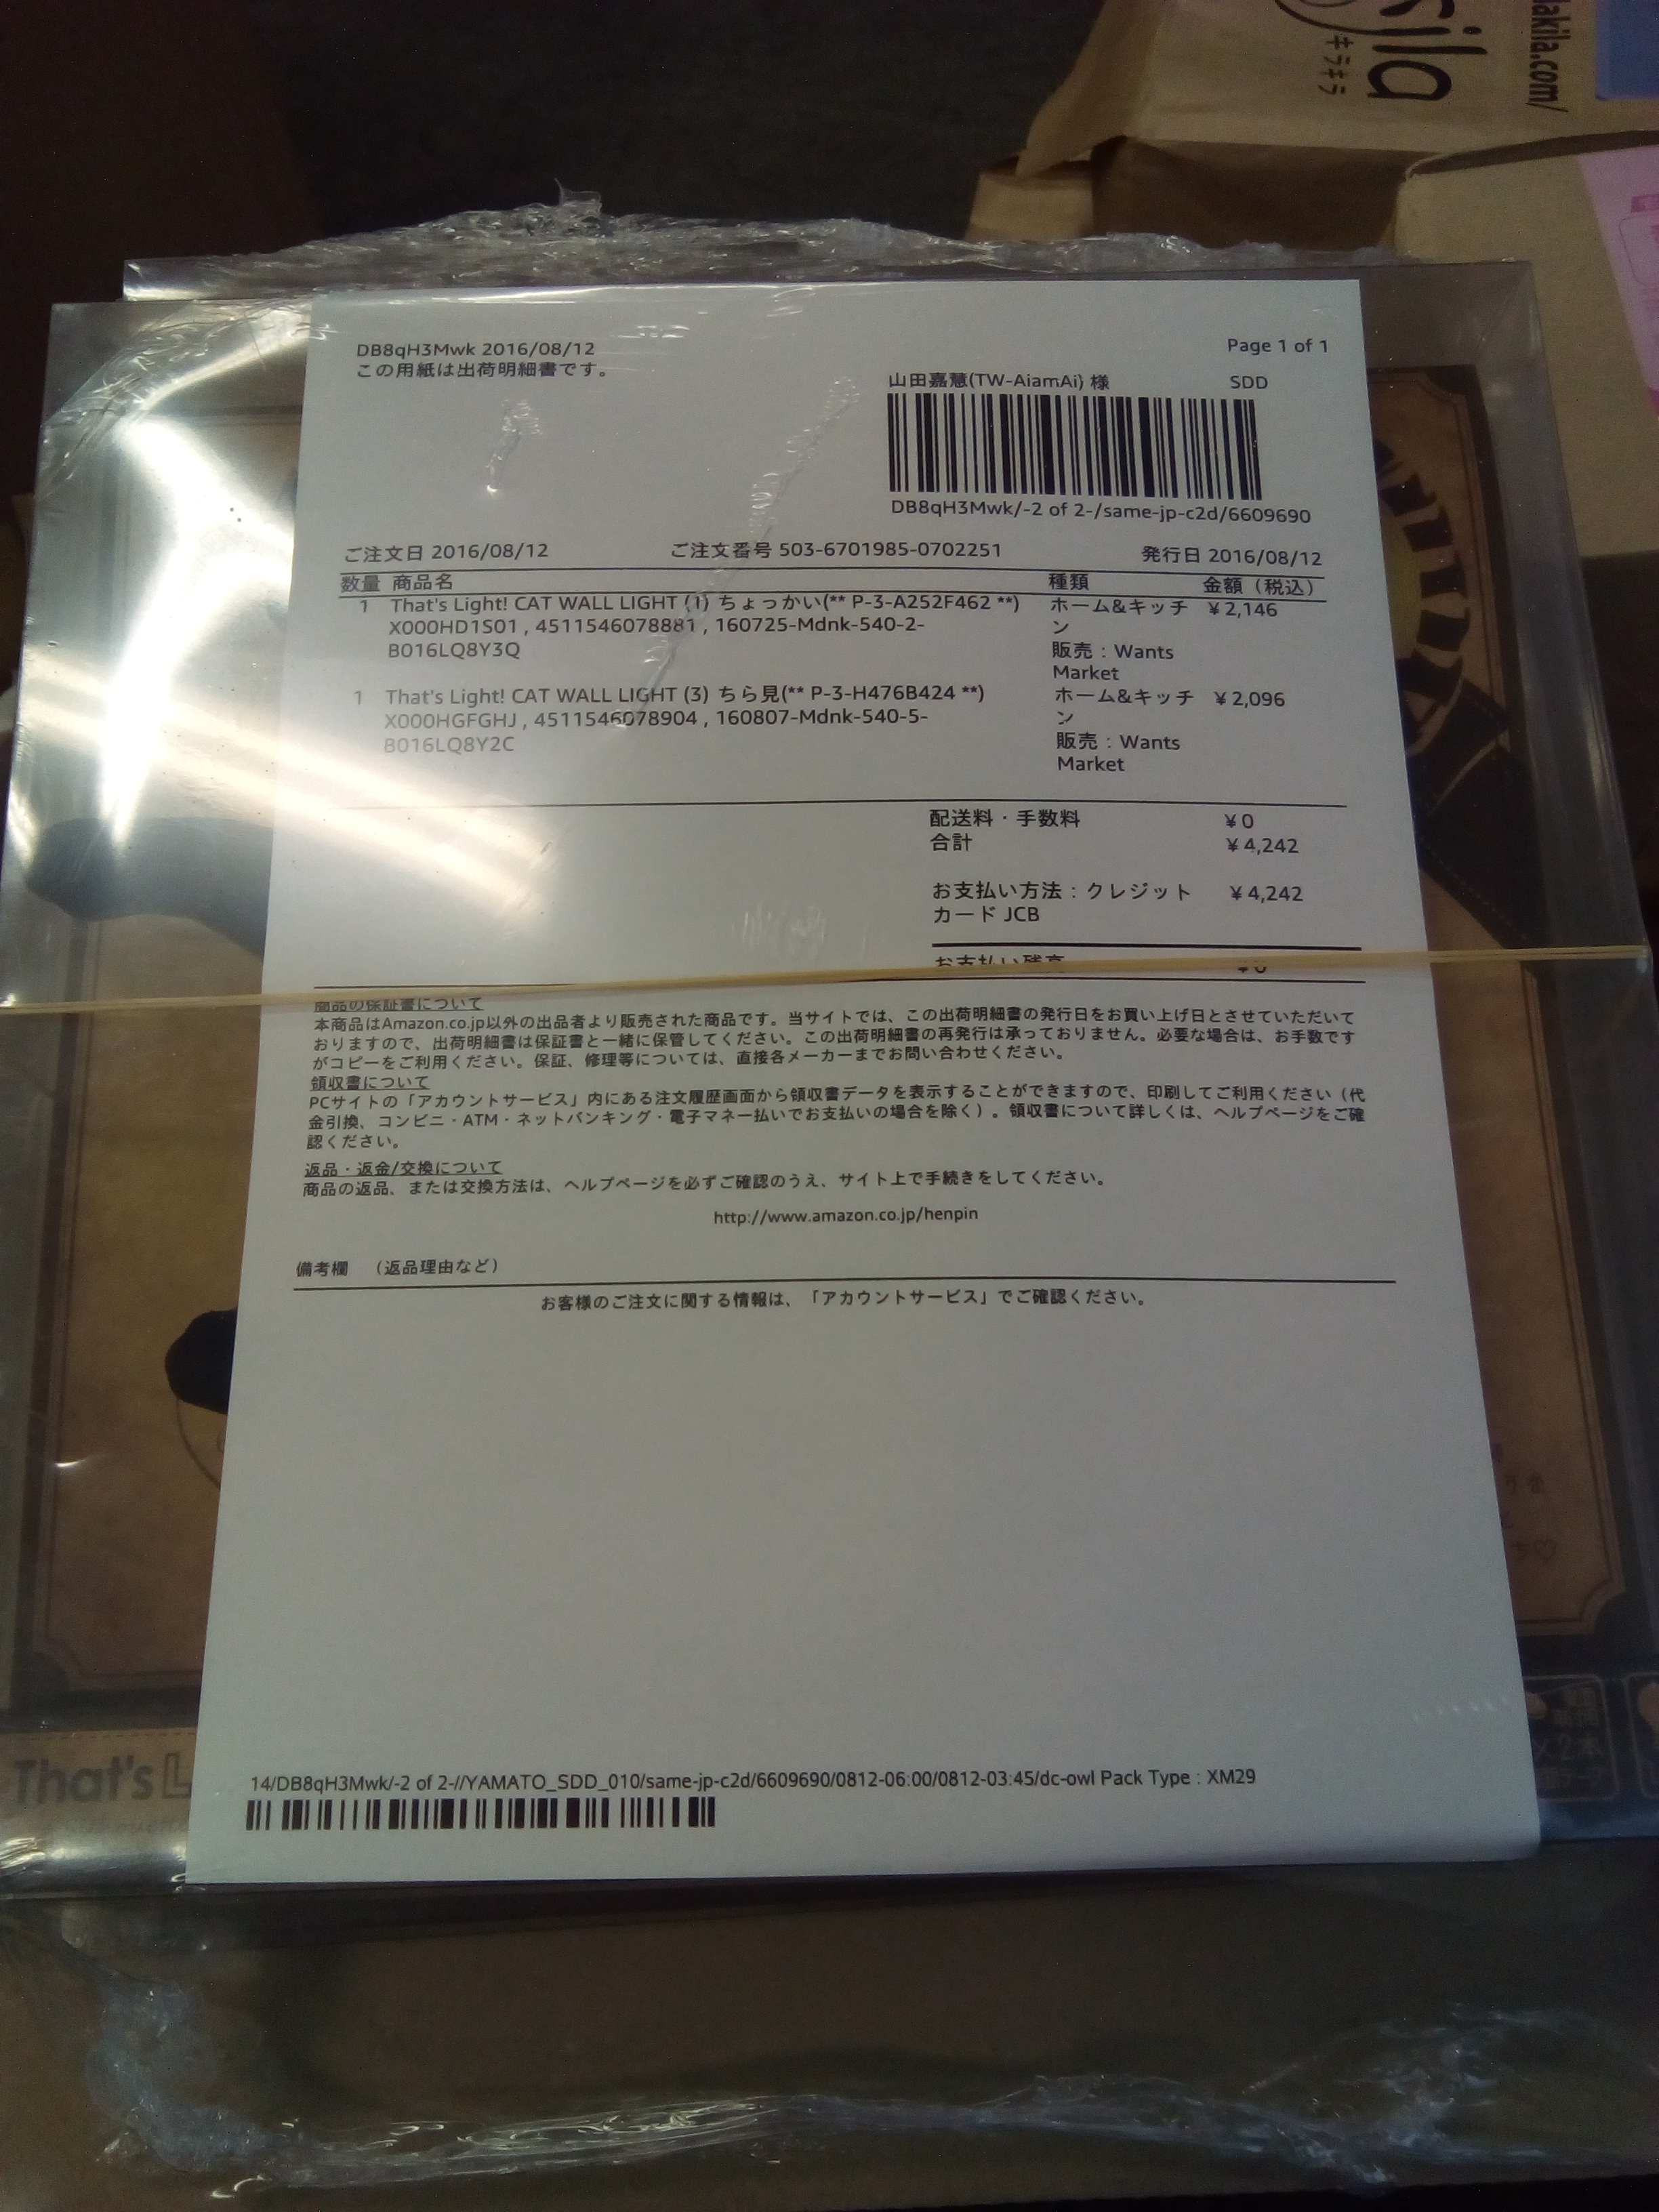 kila
キラキラ
lakila.com/
DB8qH3Mwk 2016/08/12
この用紙は出荷明細書です。
Page 1 of 1
山田嘉慧(TW-AiamAi) 様 SDD
DB8qH3Mwk/-2 of 2-/same-jp-c2d/6609690
ご注文日 2016/08/12 ご注文番号 503-6701985-0702251 発行日 2016/08/12
数量 商品名 種類 金額（税込）
1 That's Light! CAT WALL LIGHT (1) ちょっかい(** P-3-A252F462 **) ホーム&キッチ ￥2,146
X000HD1S01 , 4511546078881 , 160725-Mdnk-540-2- ン
B016LQ8Y3Q 販売：Wants
Market
1 That's Light! CAT WALL LIGHT (3) ちら見(** P-3-H476B424 **) ホーム&キッチ ￥2,096
X000HGFGHJ , 4511546078904 , 160807-Mdnk-540-5- ン
B016LQ8Y2C 販売：Wants
Market
配送料・手数料 ￥0
合計 ￥4,242
お支払い方法：クレジット ￥4,242
カード JCB
お支払い残高 ￥0
商品の保証書について
本商品はAmazon.co.jp以外の出品者より販売された商品です。当サイトでは、この出荷明細書の発行日をお買い上げ日とさせていただいて
おりますので、出荷明細書は保証書と一緒に保管してください。この出荷明細書の再発行は承っておりません。必要な場合は、お手数です
がコピーをご利用ください。保証、修理等については、直接各メーカーまでお問い合わせください。
領収書について
PCサイトの「アカウントサービス」内にある注文履歴画面から領収書データを表示することができますので、印刷してご利用ください（代
金引換、コンビニ・ATM・ネットバンキング・電子マネー払いでお支払いの場合を除く）。領収書について詳しくは、ヘルプページをご確
認ください。
返品・返金/交換について
商品の返品、または交換方法は、ヘルプページを必ずご確認のうえ、サイト上で手続きをしてください。
http://www.amazon.co.jp/henpin
備考欄 （返品理由など）
お客様のご注文に関する情報は、「アカウントサービス」でご確認ください。
14/DB8qH3Mwk/-2 of 2-//YAMATO_SDD_010/same-jp-c2d/6609690/0812-06:00/0812-03:45/dc-owl Pack Type : XM29
That's L
×2本